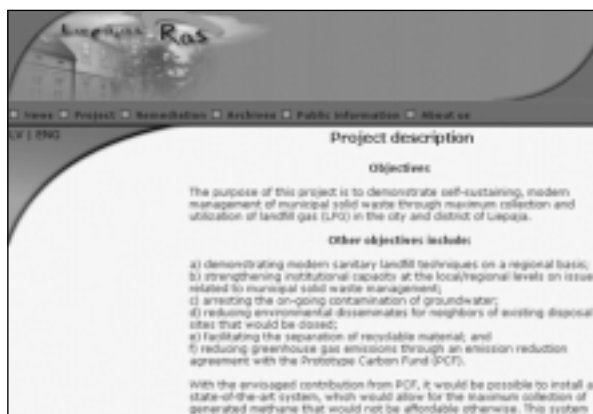 Liepajas Ras
News Project Remediation Archives Public information About us
LV | ENG
Project description
Objectives
The purpose of this project is to demonstrate self-sustaining, modern
management of municipal solid waste through maximum collection and
utilization of landfill gas (LFG) in the city and district of Liepaja.
Other objectives include:
a) demonstrating modern sanitary landfill techniques on a regional basis;
b) strengthening institutional capacity at the local/regional levels on issue
related to municipal solid waste management;
c) arresting the on-going contamination of groundwater;
d) reducing environmental disseminates for neighbors of existing disposal
sites that would be closed;
e) facilitating the separation of recyclable material; and
f) reducing greenhouse gas emissions through an emission reduction
agreement with the Prototype Carbon Fund (PCF).
With the envisaged contribution from PCF, it would be possible to install a
state-of-the-art system, which would allow for the maximum collection of
generated methane that would not be affordable otherwise. This system